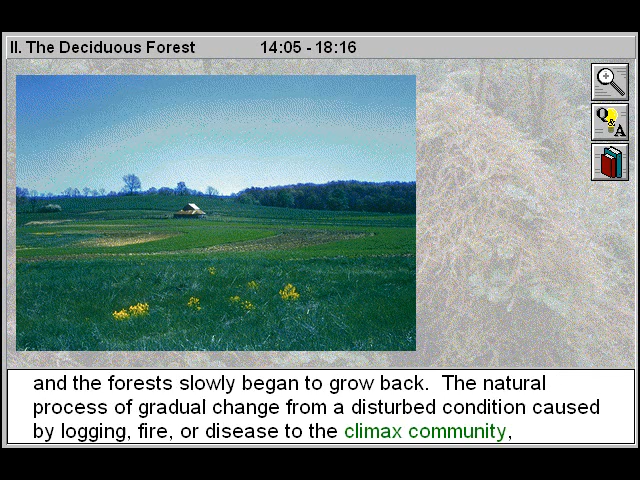 II. The Deciduous Forest 14:05 - 18:16
Q&A
and the forests slowly began to grow back. The natural
process of gradual change from a disturbed condition caused
by logging, fire, or disease to the climax community,